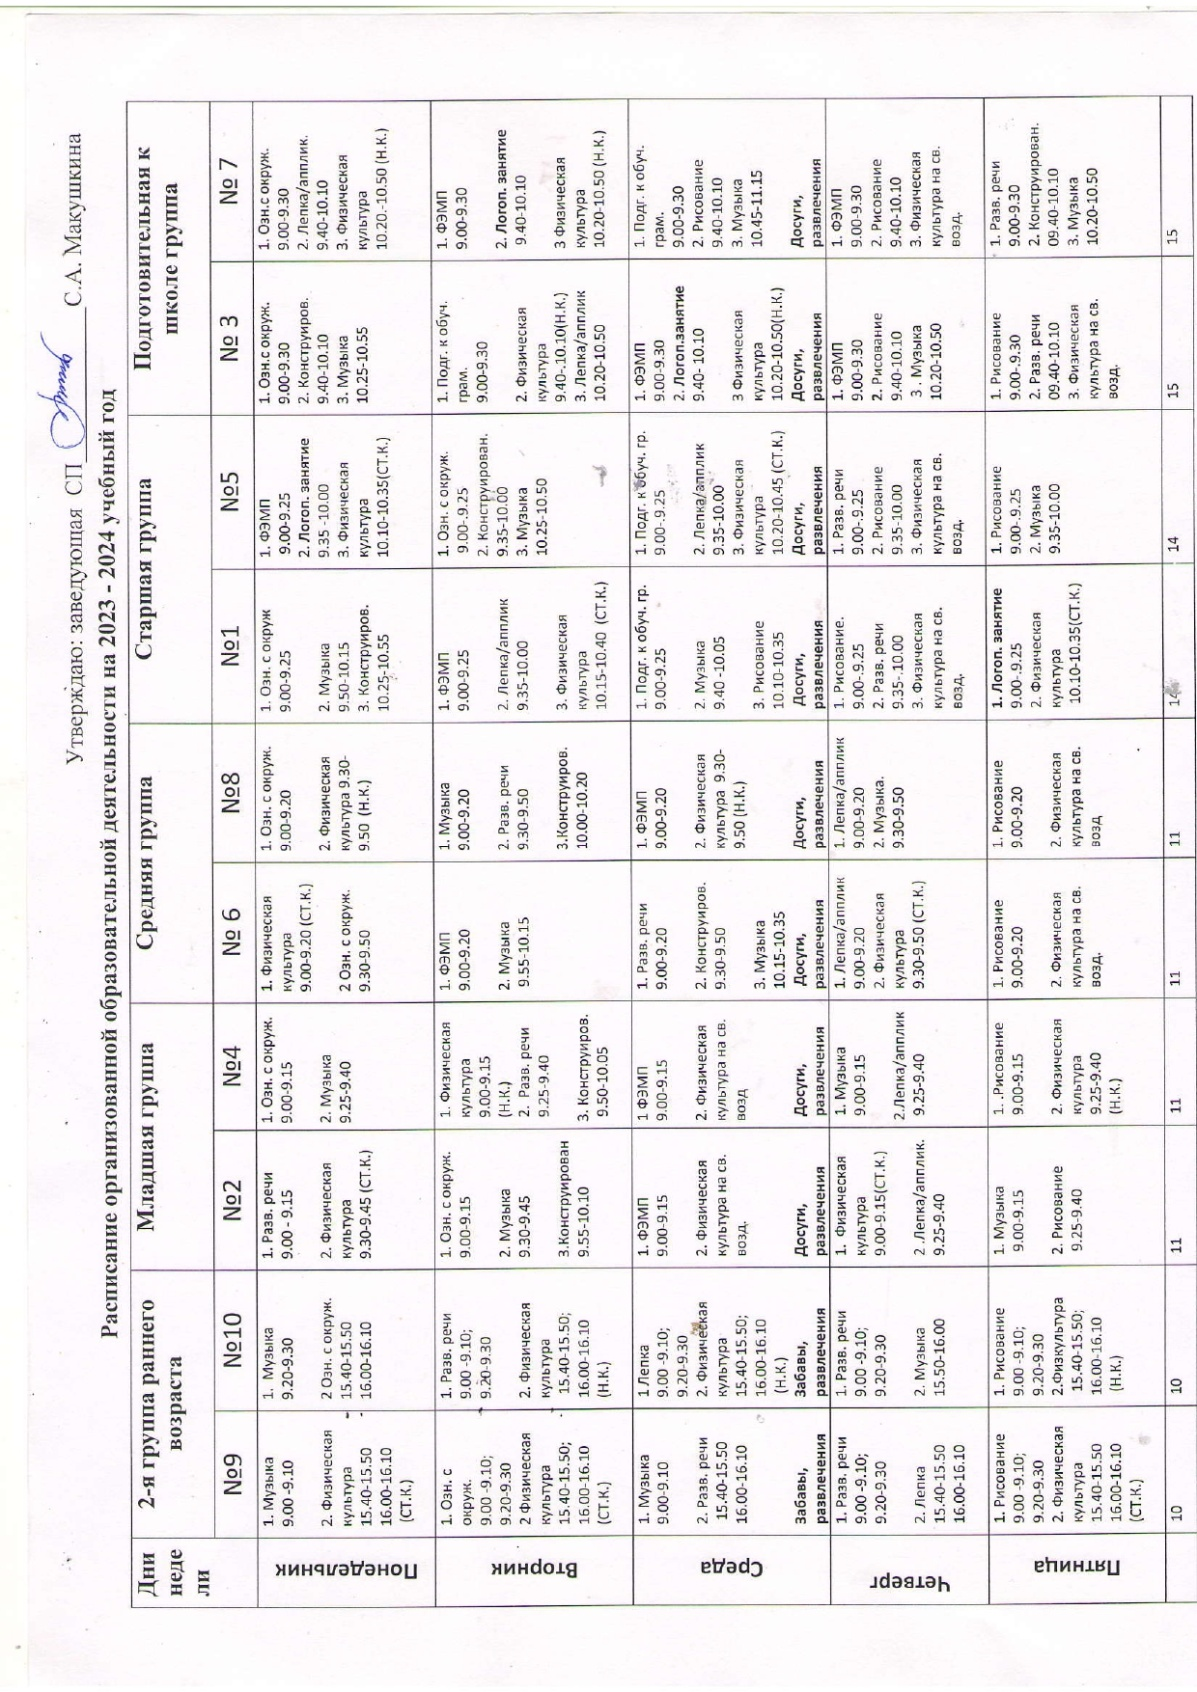 Утверждаю: заведующая СП С.А. Макушкина
Расписание организованной образовательной деятельности на 2023 - 2024 учебный год
Дни
неде
ли
2-я группа раннего
возраста
Младшая группа
Средняя группа
Старшая группа
Подготовительная к
школе группа
№9
№10
№2
№4
№ 6
№8
№1
№5
№ 3
№ 7
Понедельник
1. Музыка
9.00 -9.10
2. Физическая
культура
15.40-15.50
16.00-16.10
(СТ.К.)
1. Музыка
9.20-9.30
2 Озн. с окруж.
15.40-15.50
16.00-16.10
1. Разв. речи
9.00 - 9.15
2. Физическая
культура
9.30-9.45 (СТ.К.)
1. Озн. с окруж.
9.00-9.15
2. Музыка
9.25-9.40
1. Физическая
культура
9.00-9.20 (СТ.К.)
2 Озн. с окруж.
9.30-9.50
1. Озн. с окруж.
9.00-9.20
2. Физическая
культура 9.30-
9.50 (Н.К.)
1. Озн. с окруж
9.00-9.25
2. Музыка
9.50-10.15
3. Конструиров.
10.25-10.55
1. ФЭМП
9.00-9.25
2. Логоп. занятие
9.35 -10.00
3. Физическая
культура
10.10-10.35(СТ.К.)
1. Озн.с окруж.
9.00-9.30
2. Конструиров.
9.40-10.10
3. Музыка
10.25-10.55
1. Озн.с окруж.
9.00-9.30
2. Лепка/апплик.
9.40-10.10
3. Физическая
культура
10.20.-10.50 (Н.К.)
Вторник
1. Озн. с
окруж.
9.00 -9.10;
9.20-9.30
2 Физическая
культура
15.40-15.50;
16.00-16.10
(СТ.К.)
1. Разв. речи
9.00 -9.10;
9.20-9.30
2. Физическая
культура
15.40-15.50;
16.00-16.10
(Н.К.)
1. Озн. с окруж.
9.00-9.15
2. Музыка
9.30-9.45
3.Конструирован
9.55-10.10
1. Физическая
культура
9.00-9.15
(Н.К.)
2. Разв. речи
9.25-9.40
3. Конструиров.
9.50-10.05
1. ФЭМП
9.00-9.20
2. Музыка
9.55-10.15
1. Музыка
9.00-9.20
2. Разв. речи
9.30-9.50
3.Конструиров.
10.00-10.20
1. ФЭМП
9.00-9.25
2. Лепка/апплик
9.35-10.00
3. Физическая
культура
10.15-10.40 (СТ.К.)
1. Озн. с окруж.
9.00-.9.25
2. Конструирован.
9.35-10.00
3. Музыка
10.25-10.50
1. Подг. к обуч.
грам.
9.00-9.30
2. Физическая
культура
9.40-.10.10(Н.К.)
3. Лепка/апплик
10.20-10.50
1. ФЭМП
9.00-9.30
2. Логоп. занятие
9.40-10.10
3 Физическая
культура
10.20-10.50 (Н.К.)
Среда
1. Музыка
9.00-9.10
2. Разв. речи
15.40-15.50
16.00-16.10
Забавы,
развлечения
1 Лепка
9.00 -9.10;
9.20-9.30
2. Физическая
культура
15.40-15.50;
16.00-16.10
(Н.К.)
Забавы,
развлечения
1. ФЭМП
9.00-9.15
2. Физическая
культура на св.
возд.
Досуги,
развлечения
1 ФЭМП
9.00-9.15
2. Физическая
культура на св.
возд
Досуги,
развлечения
1. Разв. речи
9.00-9.20
2. Конструиров.
9.30-9.50
3. Музыка
10.15-10.35
Досуги,
развлечения
1. ФЭМП
9.00-9.20
2. Физическая
культура 9.30-
9.50 (Н.К.)
Досуги,
развлечения
1. Подг. к обуч. гр.
9.00-9.25
2. Музыка
9.40 -10.05
3. Рисование
10.10-10.35
Досуги,
развлечения
1. Подг. к обуч. гр.
9.00-.9.25
2. Лепка/апплик
9.35-10.00
3. Физическая
культура
10.20-10.45 (СТ.К.)
Досуги,
развлечения
1. ФЭМП
9.00-9.30
2. Логоп.занятие
9.40- 10.10
3 Физическая
культура
10.20-10.50(Н.К.)
Досуги,
развлечения
1. Подг. к обуч.
грам.
9.00-9.30
2. Рисование
9.40-10.10
3. Музыка
10.45-11.15
Досуги,
развлечения
Четверг
1. Разв. речи
9.00 -9.10;
9.20-9.30
2. Лепка
15.40-15.50
16.00-16.10
1. Разв. речи
9.00 -9.10;
9.20-9.30
2. Музыка
15.50-16.00
1. Физическая
культура
9.00-9.15(СТ.К.)
2 .Лепка/апплик.
9.25-9.40
1. Музыка
9.00-9.15
2.Лепка/апплик
9.25-9.40
1. Лепка/апплик
9.00-9.20
2. Физическая
культура
9.30-9.50 (СТ.К.)
1. Лепка/апплик
9.00-9.20
2. Музыка.
9.30-9.50
1. Рисование.
9.00-.9.25
2. Разв. речи
9.35-.10.00
3. Физическая
культура на св.
возд.
1. Разв. речи
9.00-.9.25
2. Рисование
9.35-10.00
3. Физическая
культура на св.
возд.
1. ФЭМП
9.00-9.30
2. Рисование
9.40-10.10
3 . Музыка
10.20-10.50
1. ФЭМП
9.00-9.30
2. Рисование
9.40-10.10
3. Физическая
культура на св.
возд.
Пятница
1. Рисование
9.00 -9.10;
9.20-9.30
2. Физическая
культура
15.40-15.50
16.00-16.10
(СТ.К.)
1. Рисование
9.00 -9.10;
9.20-9.30
2.Физкультура
15.40-15.50;
16.00-16.10
(Н.К.)
1. Музыка
9.00-9.15
2. Рисование
9.25-9.40
1. .Рисование
9.00-9.15
2. Физическая
культура
9.25-9.40
(Н.К.)
1. Рисование
9.00-9.20
2. Физическая
культура на св.
возд.
1. Рисование
9.00-9.20
2. Физическая
культура на св.
возд
1. Логоп. занятие
9.00-.9.25
2. Физическая
культура
10.10-10.35(СТ.К.)
1. Рисование
9.00-.9.25
2. Музыка
9.35-10.00
1. Рисование
9.00-.9.30
2. Разв. речи
09.40-10.10
3. Физическая
культура на св.
возд.
1. Разв. речи
9.00-9.30
2. Конструирован.
09.40-10.10
3. Музыка
10.20-10.50
10
10
11
11
11
11
14
14
15
15